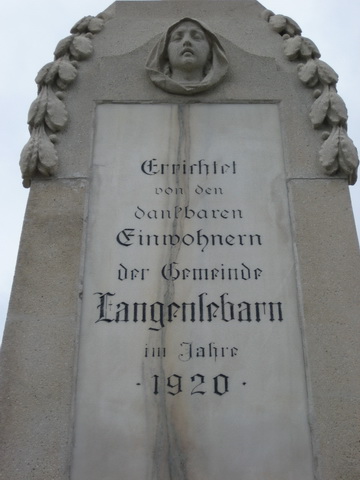 Errichtet
von den
dankbaren
Einwohnern
der Gemeinde
Langenlebarn
im Jahre
· 1920 ·